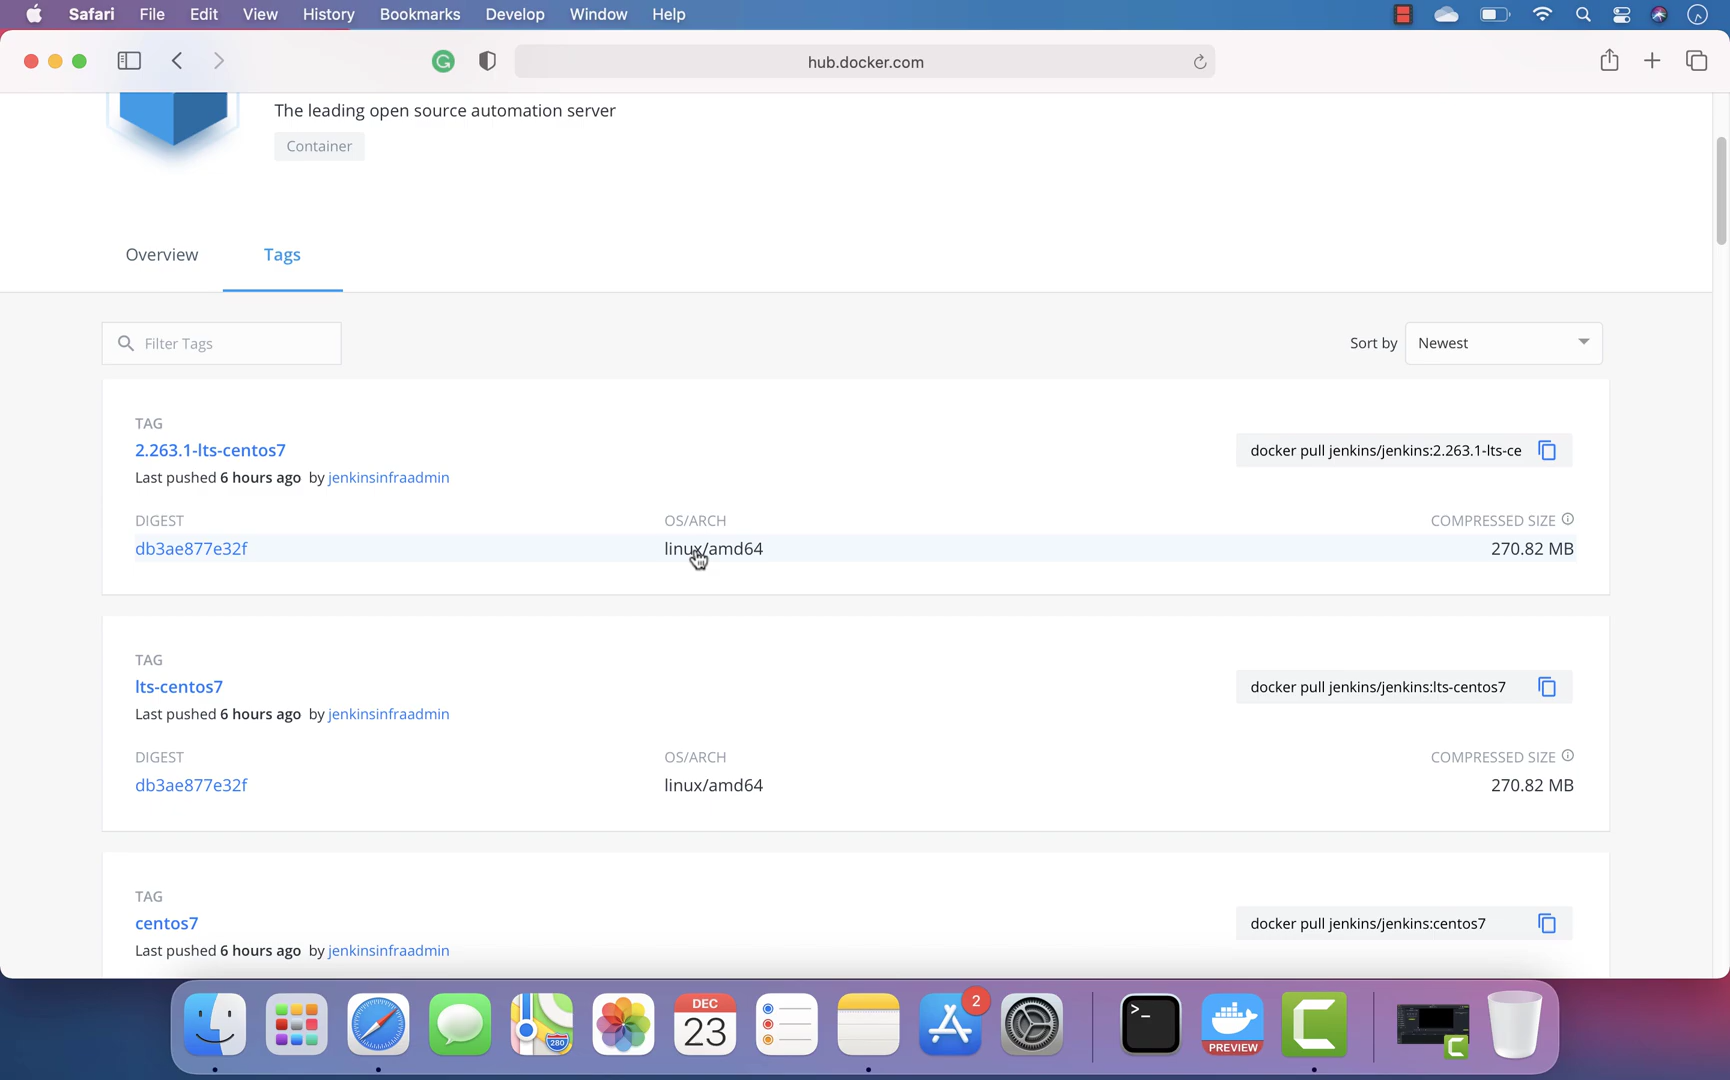 Safari File Edit View History Bookmarks Develop Window Help
hub.docker.com
The leading open source automation server
Container
Overview Tags
Filter Tags
Sort by Newest
TAG
2.263.1-lts-centos7
docker pull jenkins/jenkins:2.263.1-lts-ce
Last pushed 6 hours ago by jenkinsinfraadmin
DIGEST OS/ARCH COMPRESSED SIZE
db3ae877e32f linux/amd64 270.82 MB
TAG
lts-centos7
docker pull jenkins/jenkins:lts-centos7
Last pushed 6 hours ago by jenkinsinfraadmin
DIGEST OS/ARCH COMPRESSED SIZE
db3ae877e32f linux/amd64 270.82 MB
TAG
centos7
docker pull jenkins/jenkins:centos7
Last pushed 6 hours ago by jenkinsinfraadmin
280
DEC
23
2
>_
PREVIEW